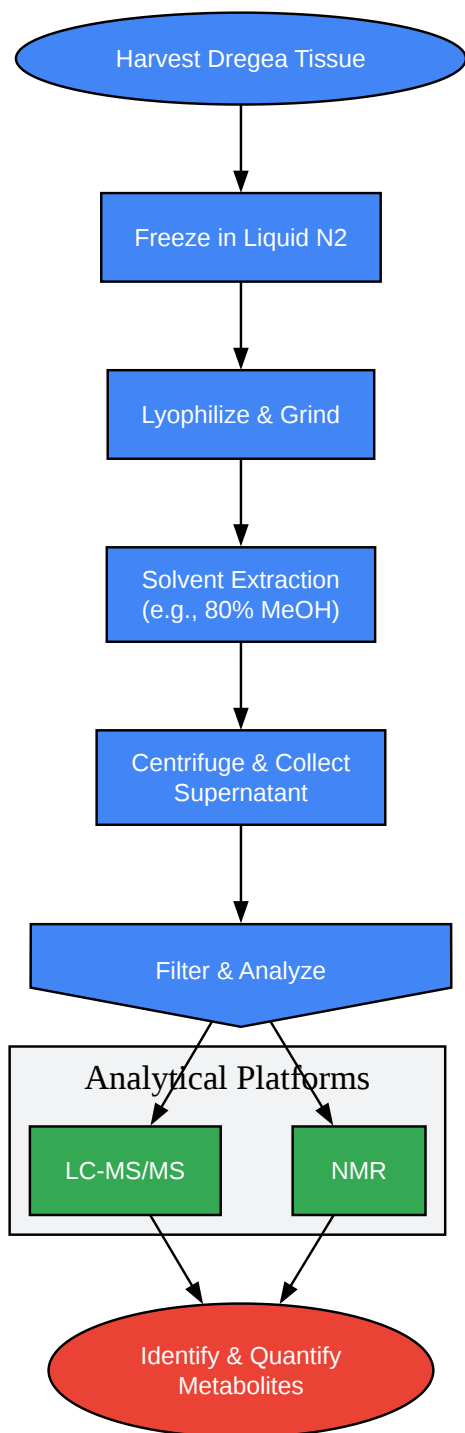 Harvest Dregea Tissue
Freeze in Liquid N2
Lyophilize & Grind
Solvent Extraction
(e.g., 80% MeOH)
Centrifuge & Collect
Supernatant
Filter & Analyze
Analytical Platforms
LC-MS/MS
NMR
Identify & Quantify
Metabolites